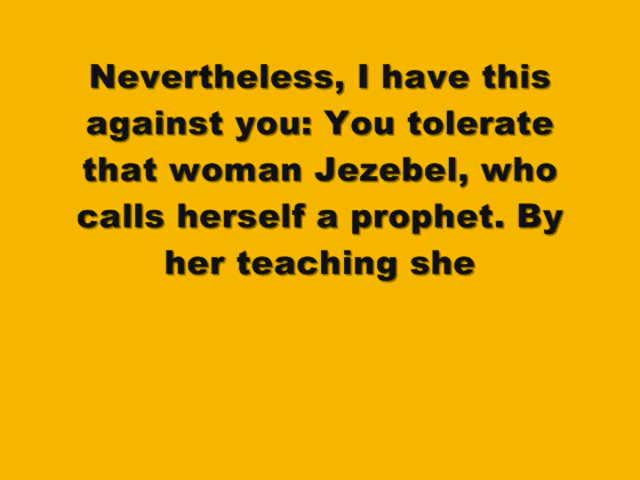 Nevertheless, I have this
against you: You tolerate
that woman Jezebel, who
calls herself a prophet. By
her teaching she